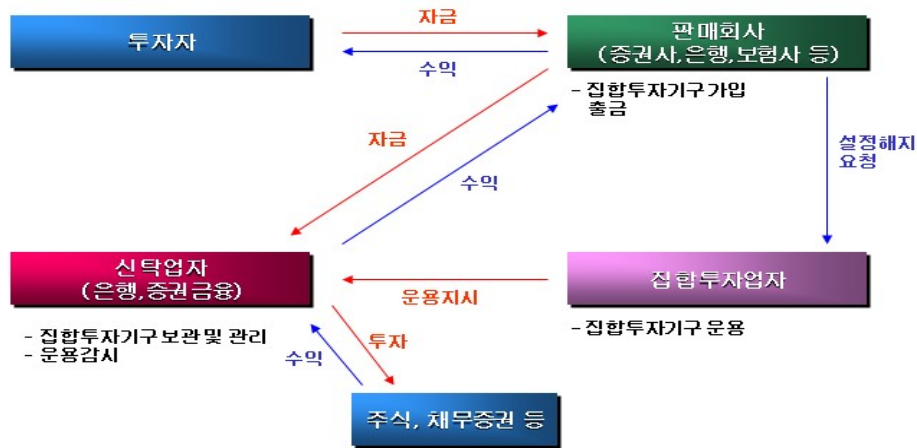 투자자
자금
수익
판매회사
(증권사,은행,보험사 등)
- 집합투자기구 가입
출금
자금
수익
설정해지
요청
신탁업자
(은행,증권금융)
운용지시
집합투자업자
- 집합투자기구 보관 및 관리
- 운용감시
- 집합투자기구 운용
수익
투자
주식, 채무증권 등